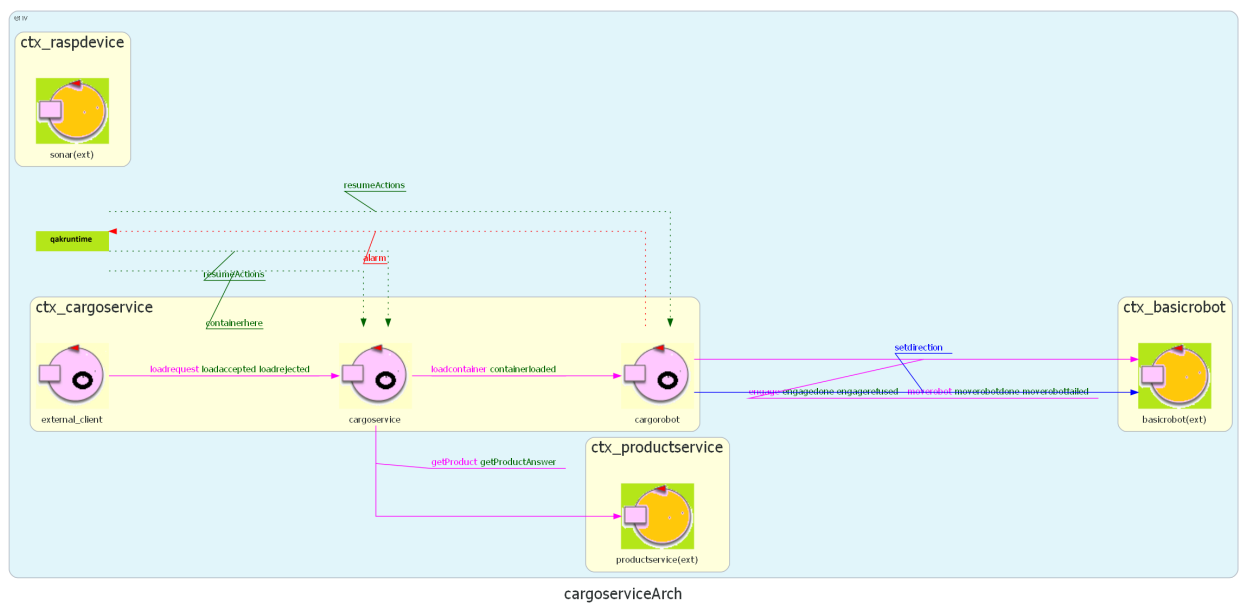 env
ctx_raspdevice
sonar(ext)
resumeActions
qakruntime
alarm
resumeActions
containerhere
ctx_cargoservice
ctx_basicrobot
loadrequest loadaccepted loadrejected
loadcontainer containerloaded
setdirection
engage engagedone engagerefused moverobot moverobotdone moverobotfailed
external_client
cargoservice
cargorobot
basicrobot(ext)
ctx_productservice
getProduct getProductAnswer
productservice(ext)
cargoserviceArch